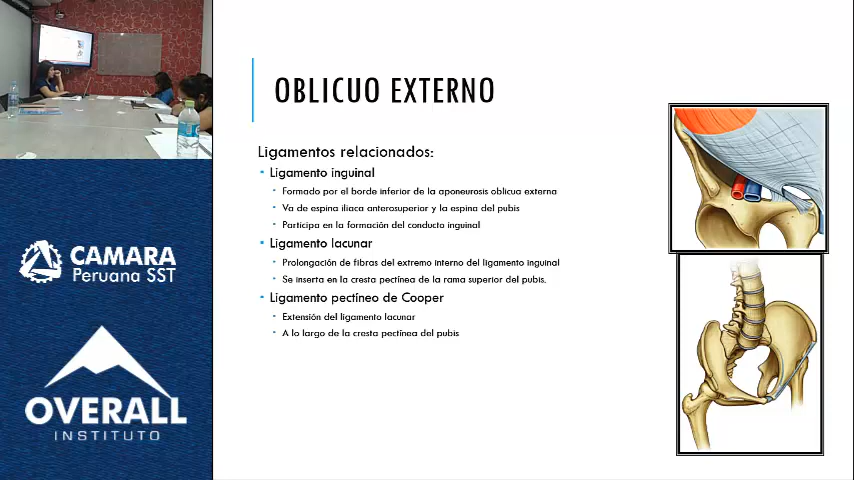 OBLICUO EXTERNO
Ligamentos relacionados:
Ligamento inguinal
Formado por el borde inferior de la aponeurosis oblicua externa
Va de espina iliaca anterosuperior y la espina del pubis
Participa en la formación del conducto inguinal
Ligamento lacunar
Prolongación de fibras del extremo interno del ligamento inguinal
Se inserta en la cresta pectínea de la rama superior del pubis.
Ligamento pectíneo de Cooper
Extensión del ligamento lacunar
A lo largo de la cresta pectínea del pubis
CAMARA
Peruana SST
OVERALL
INSTITUTO